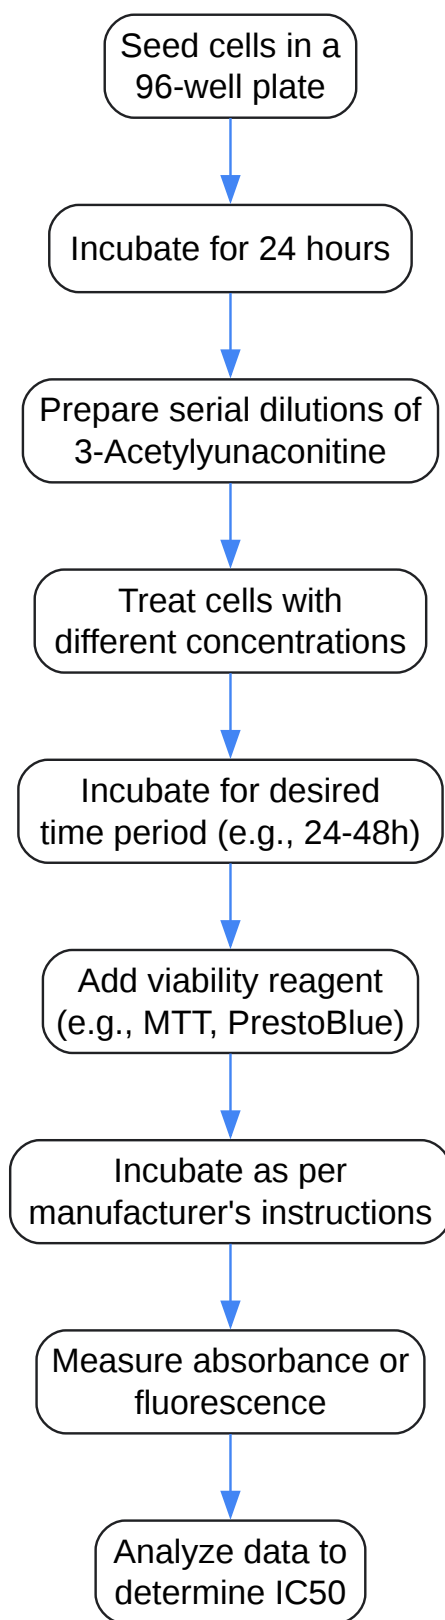 Seed cells in a
96-well plate
Incubate for 24 hours
Prepare serial dilutions of
3-Acetylyunaconitine
Treat cells with
different concentrations
Incubate for desired
time period (e.g., 24-48h)
Add viability reagent
(e.g., MTT, PrestoBlue)
Incubate as per
manufacturer's instructions
Measure absorbance or
fluorescence
Analyze data to
determine IC50